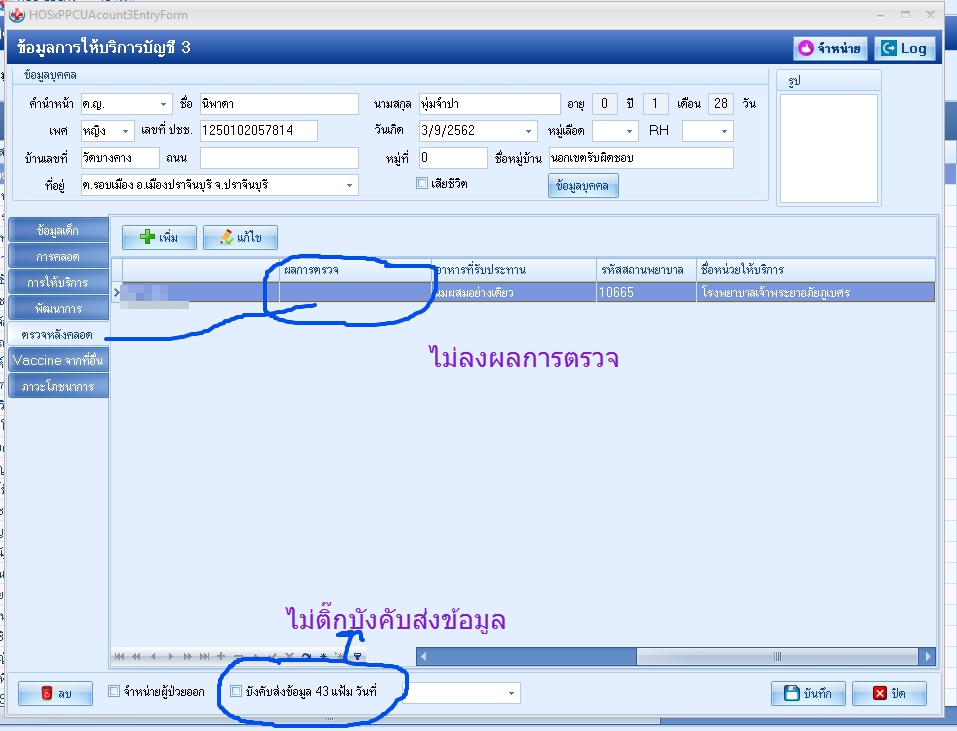 HOSxPPCUAcount3EntryForm
ข้อมูลการให้บริการบัญชี 3
จำหน่าย
Log
ข้อมูลบุคคล
รูป
คำนำหน้า ด.ญ. ชื่อ นิพาดา นามสกุล พุ่มจำปา อายุ 0 ปี 1 เดือน 28 วัน
เพศ หญิง เลขที่ ปชช. 1250102057814 วันเกิด 3/9/2562 หมู่เลือด RH
บ้านเลขที่ วัดบางคาง ถนน หมู่ที่ 0 ชื่อหมู่บ้าน นอกเขตรับผิดชอบ
ที่อยู่ ต.รอบเมือง อ.เมืองปราจีนบุรี จ.ปราจีนบุรี เสียชีวิต ข้อมูลบุคคล
ข้อมูลเด็ก
การคลอด
การให้บริการ
พัฒนาการ
ตรวจหลังคลอด
Vaccine จากที่อื่น
ภาวะโภชนาการ
เพิ่ม แก้ไข
ผลการตรวจ อาหารที่รับประทาน รหัสสถานพยาบาล ชื่อหน่วยให้บริการ
นมผสมอย่างเดียว 10665 โรงพยาบาลเจ้าพระยาอภัยภูเบศร
ไม่ลงผลการตรวจ
ไม่ติ๊กบังคับส่งข้อมูล
ลบ จำหน่ายผู้ป่วยออก บังคับส่งข้อมูล 43 แฟ้ม วันที่ บันทึก ปิด